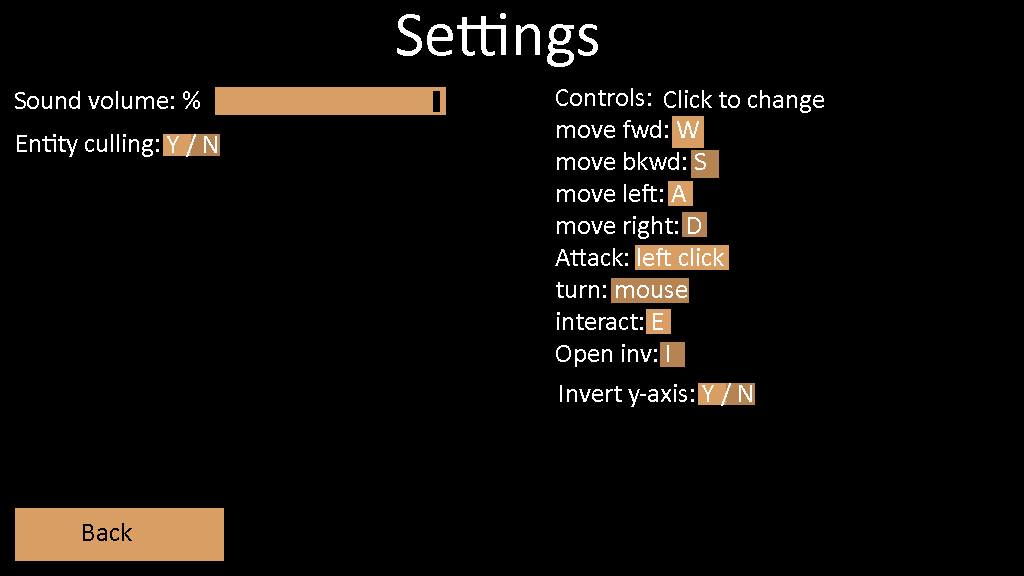 Settings
Sound volume: %
Entity culling: Y / N
Controls: Click to change
move fwd: W
move bkwd: S
move left: A
move right: D
Attack: left click
turn: mouse
interact: E
Open inv: I
Invert y-axis: Y / N
Back